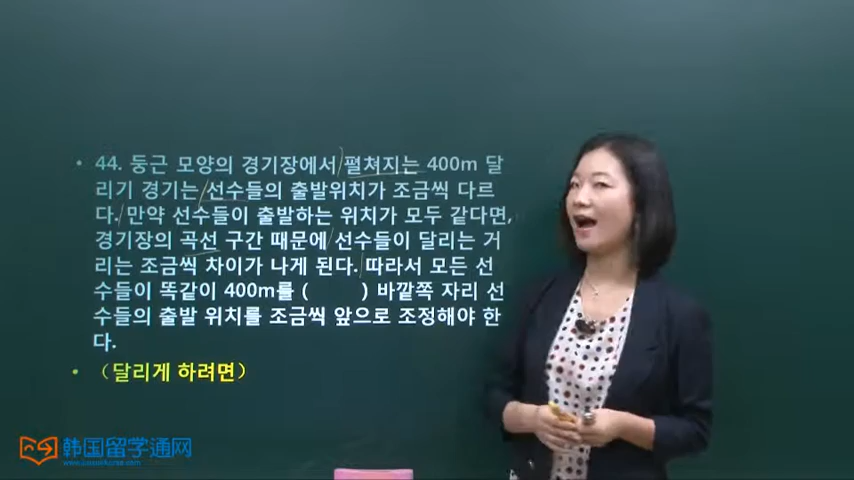 • 44. 둥근 모양의 경기장에서 펼쳐지는 400m 달
리기 경기는 선수들의 출발위치가 조금씩 다르
다. 만약 선수들이 출발하는 위치가 모두 같다면,
경기장의 곡선 구간 때문에 선수들이 달리는 거
리는 조금씩 차이가 나게 된다. 따라서 모든 선
수들이 똑같이 400m를 ( ) 바깥쪽 자리 선
수들의 출발 위치를 조금씩 앞으로 조정해야 한
다.
• (달리게 하려면)
韩国留学通网